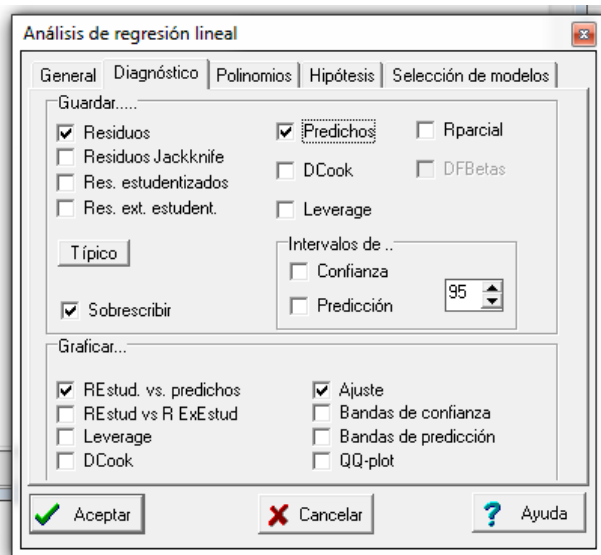 Análisis de regresión lineal
General Diagnóstico Polinomios Hipótesis Selección de modelos
Guardar.....
Residuos
Residuos Jackknife
Res. estudentizados
Res. ext. estudent.
Predichos
DCook
Leverage
Rparcial
DFBetas
Típico
Sobrescribir
Intervalos de ..
Confianza
Predicción
95
Graficar...
REstud. vs. predichos
REstud vs R ExEstud
Leverage
DCook
Ajuste
Bandas de confianza
Bandas de predicción
QQ-plot
Aceptar
Cancelar
? Ayuda